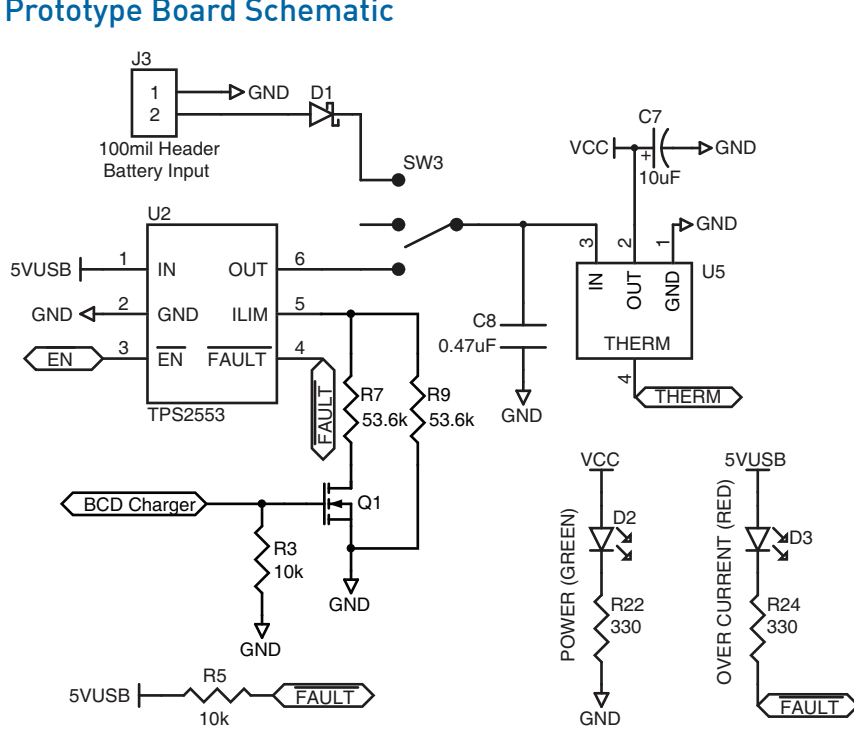 Prototype Board Schematic
J3
1
2
GND
D1
100mil Header
Battery Input
SW3
C7
VCC
+
10uF
GND
U2
5VUSB
1
IN
OUT
6
GND
2
GND
ILIM
5
EN
3
EN
FAULT
4
TPS2553
FAULT
R7
53.6k
R9
53.6k
C8
0.47uF
GND
3
2
1
GND
IN
OUT
GND
U5
THERM
4
THERM
BCD Charger
Q1
R3
10k
GND
GND
5VUSB
R5
10k
FAULT
VCC
POWER (GREEN)
D2
R22
330
GND
5VUSB
OVER CURRENT (RED)
D3
R24
330
FAULT